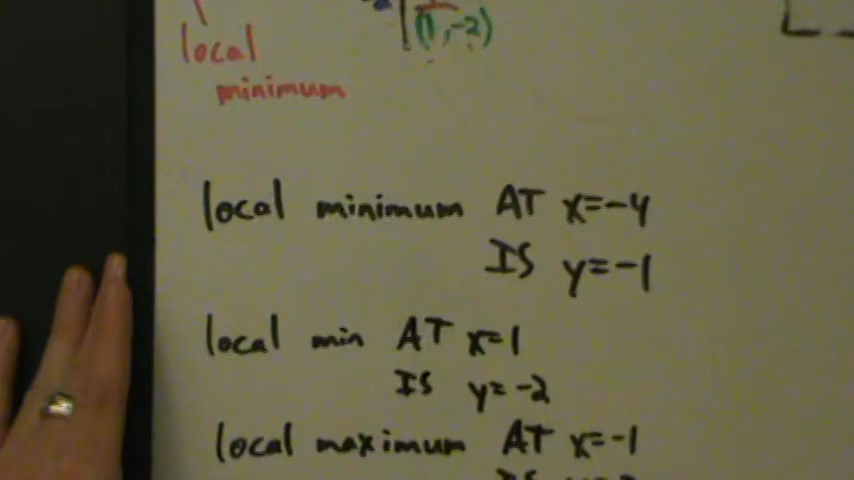 (1,-2)
local
minimum
local minimum AT x=-4
IS y=-1
local min AT x=1
IS y=-2
local maximum AT x=-1